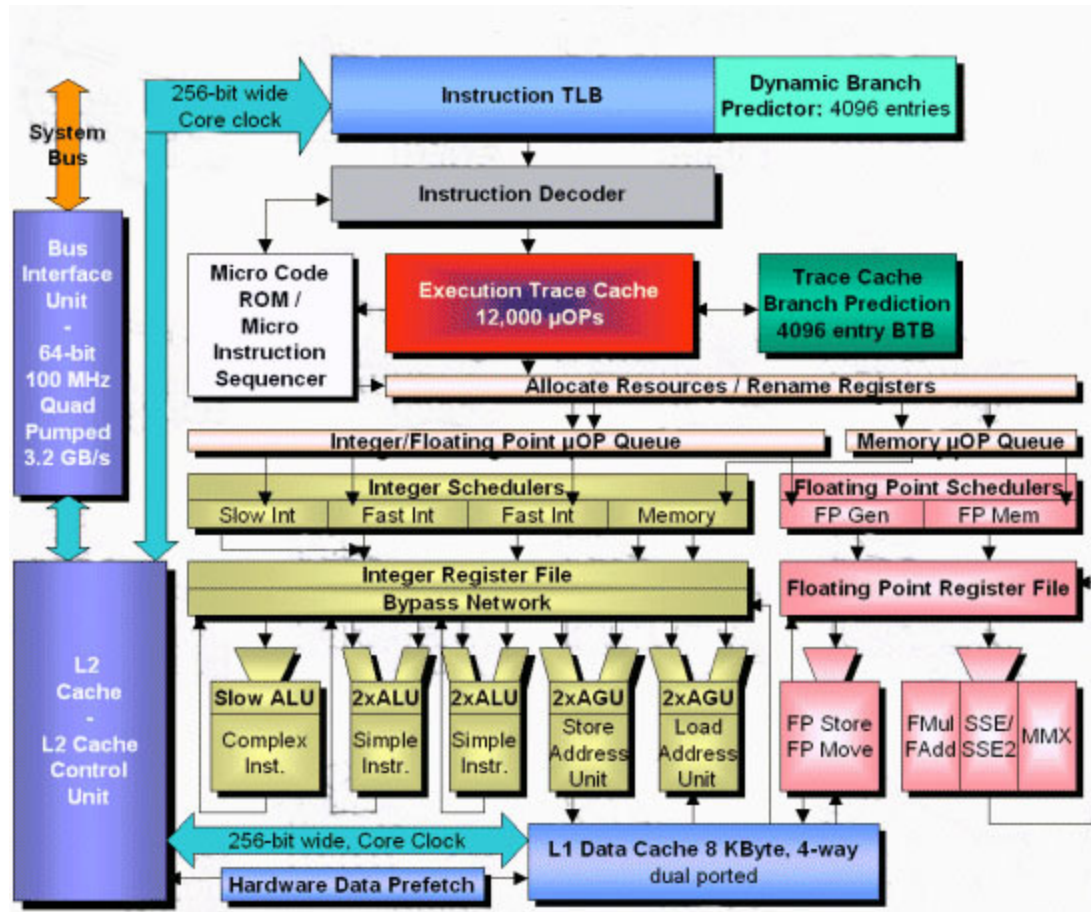 256-bit wide
Core clock
Instruction TLB
Dynamic Branch
Predictor: 4096 entries
System
Bus
Instruction Decoder
Bus
Interface
Unit
-
64-bit
100 MHz
Quad
Pumped
3.2 GB/s
Micro Code
ROM /
Micro
Instruction
Sequencer
Execution Trace Cache
12,000 µOPs
Trace Cache
Branch Prediction
4096 entry BTB
Allocate Resources / Rename Registers
Integer/Floating Point µOP Queue
Memory µOP Queue
Integer Schedulers
Slow Int
Fast Int
Fast Int
Memory
Floating Point Schedulers
FP Gen
FP Mem
Integer Register File
Bypass Network
Floating Point Register File
L2
Cache
-
L2 Cache
Control
Unit
Slow ALU
Complex
Inst.
2xALU
Simple
Instr.
2xALU
Simple
Instr.
2xAGU
Store
Address
Unit
2xAGU
Load
Address
Unit
FP Store
FP Move
FMul
FAdd
SSE/
SSE2
MMX
256-bit wide, Core Clock
L1 Data Cache 8 KByte, 4-way
dual ported
Hardware Data Prefetch